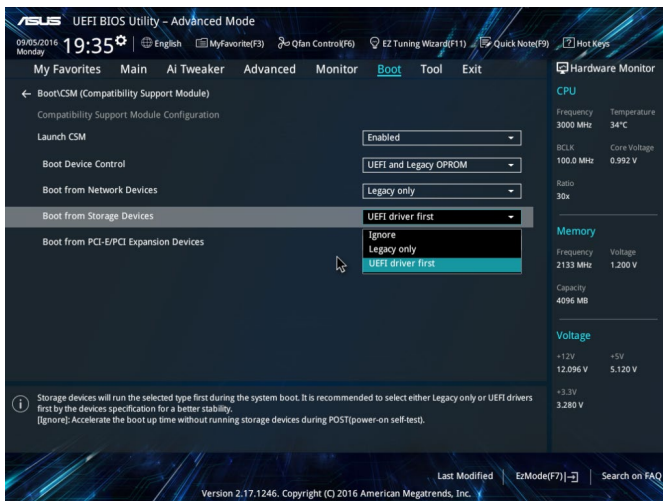 ASUS UEFI BIOS Utility – Advanced Mode
09/05/2016 Monday 19:35 English MyFavorite(F3) Qfan Control(F6) EZ Tuning Wizard(F11) Quick Note(F9) ? Hot Keys
My Favorites Main Ai Tweaker Advanced Monitor Boot Tool Exit
Boot\CSM (Compatibility Support Module)
Compatibility Support Module Configuration
Launch CSM Enabled
Boot Device Control UEFI and Legacy OPROM
Boot from Network Devices Legacy only
Boot from Storage Devices UEFI driver first
Ignore
Legacy only
UEFI driver first
Boot from PCI-E/PCI Expansion Devices
Storage devices will run the selected type first during the system boot. It is recommended to select either Legacy only or UEFI drivers
first by the devices specification for a better stability.
[Ignore]: Accelerate the boot up time without running storage devices during POST(power-on self-test).
Hardware Monitor
CPU
Frequency Temperature
3000 MHz 34°C
BCLK Core Voltage
100.0 MHz 0.992 V
Ratio
30x
Memory
Frequency Voltage
2133 MHz 1.200 V
Capacity
4096 MB
Voltage
+12V +5V
12.096 V 5.120 V
+3.3V
3.280 V
Last Modified EzMode(F7) Search on FAQ
Version 2.17.1246. Copyright (C) 2016 American Megatrends, Inc.